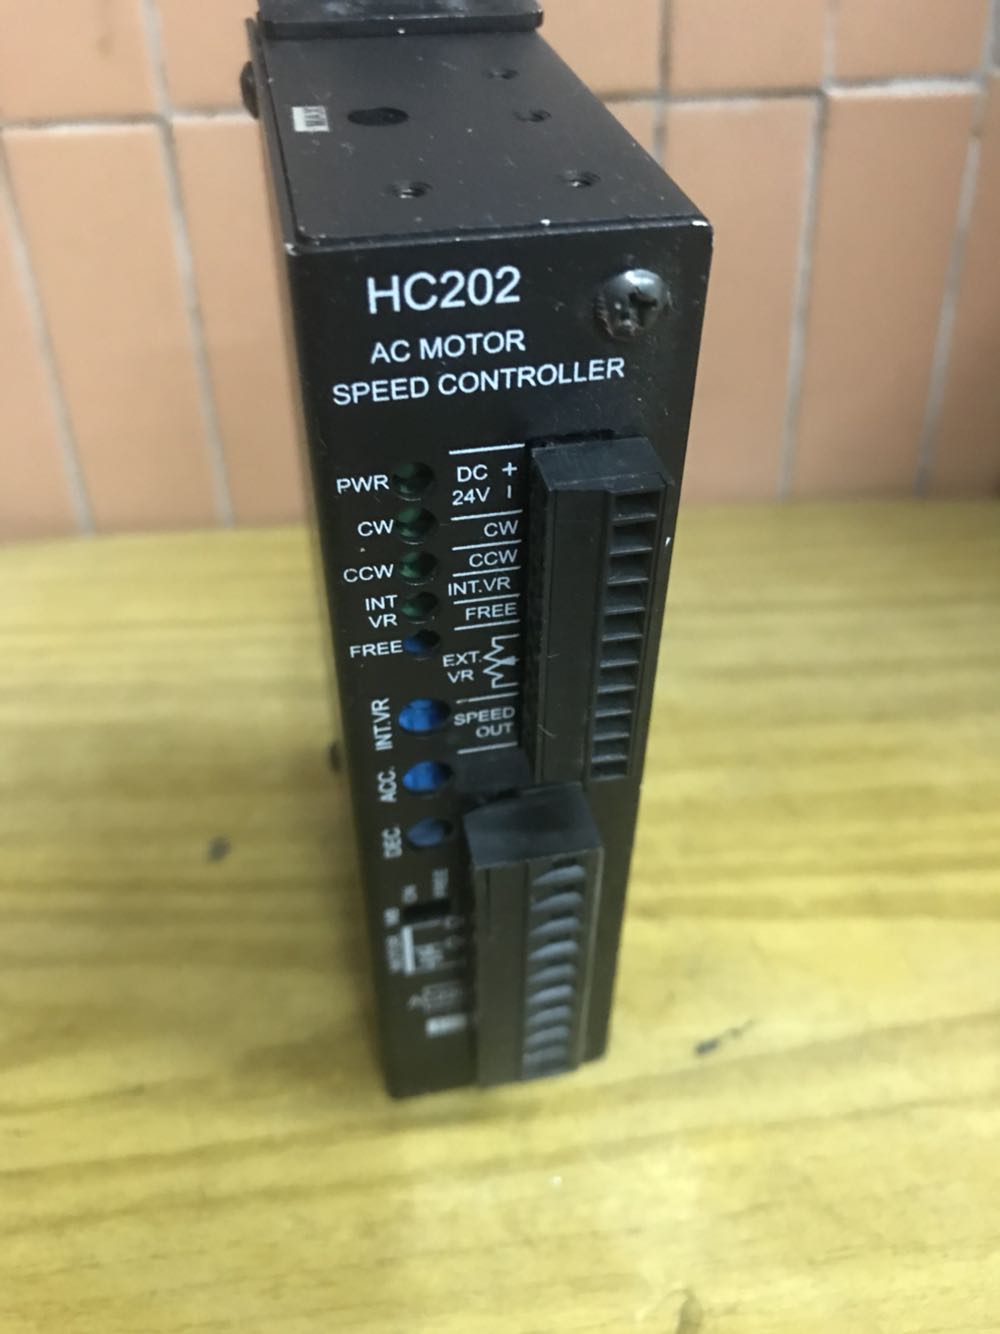 HC202
AC MOTOR
SPEED CONTROLLER
PWR
DC +
24V -
CW
CW
CCW
CCW
INT
VR
INT.VR
FREE
FREE
EXT.
VR
INT.VR
SPEED
OUT
ACC.
DEC.
MOTOR